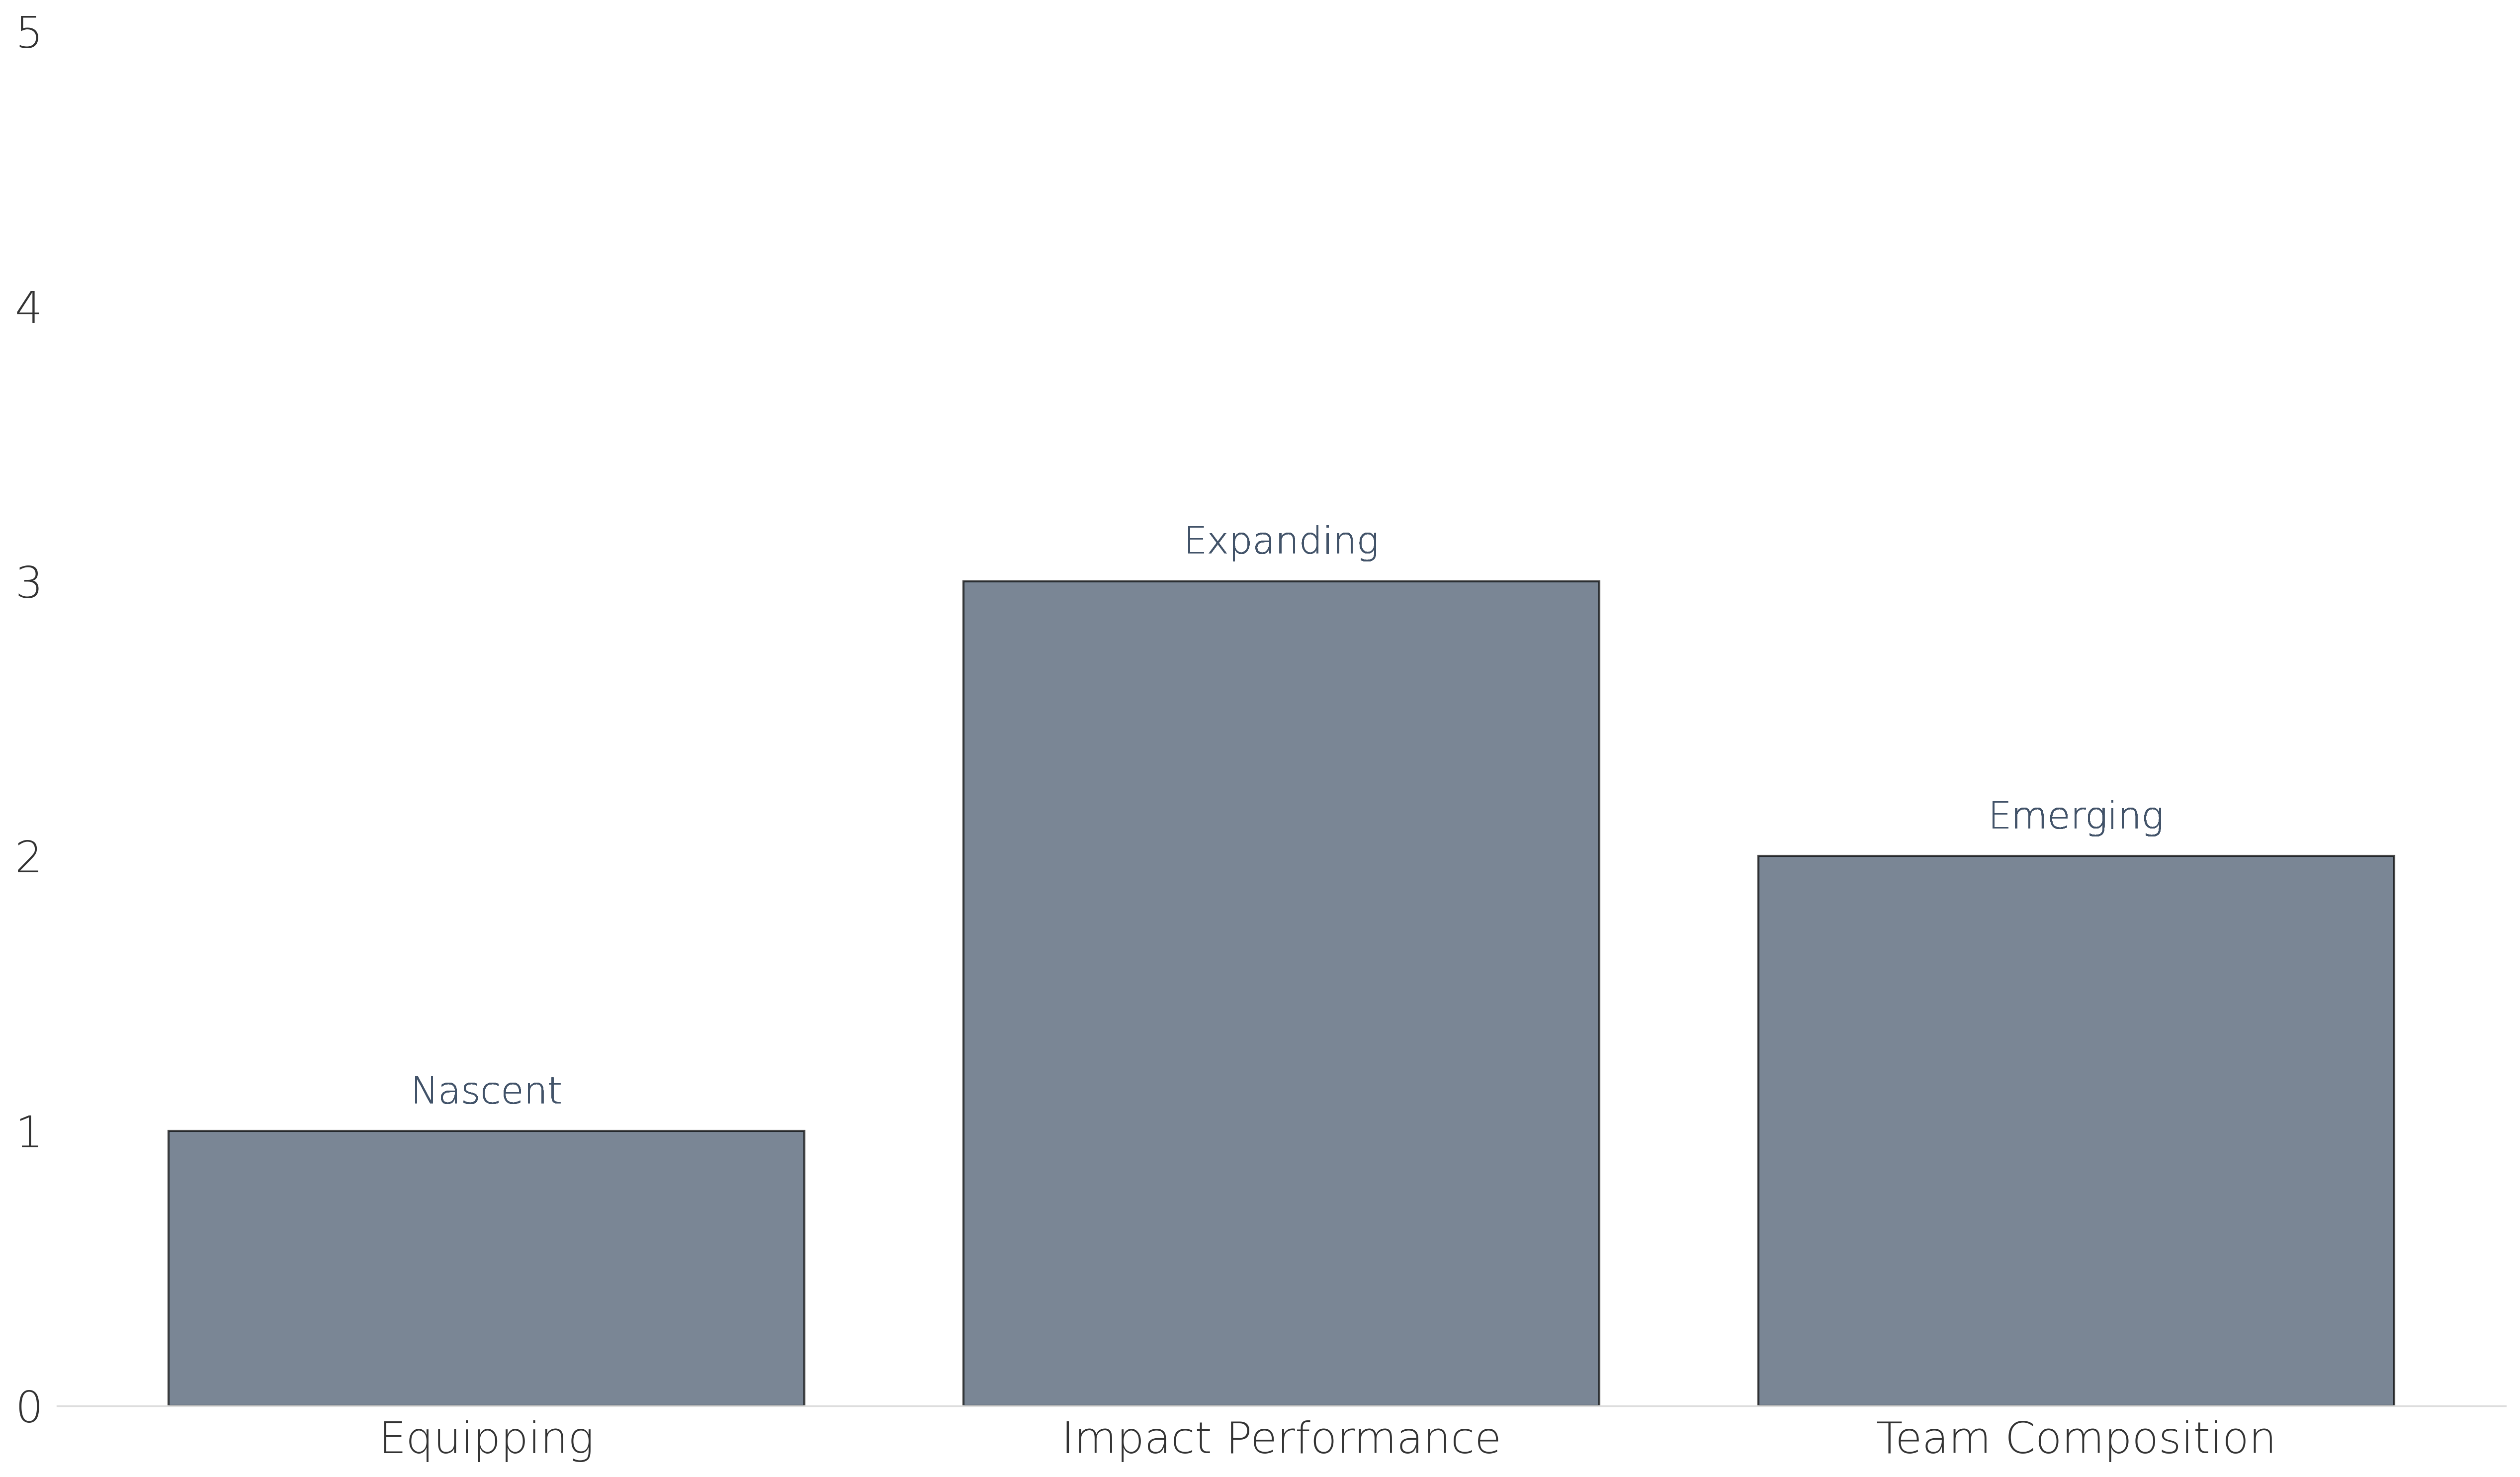 5
4
3
2
1
0
Expanding
Emerging
Nascent
Equipping
Impact Performance
Team Composition